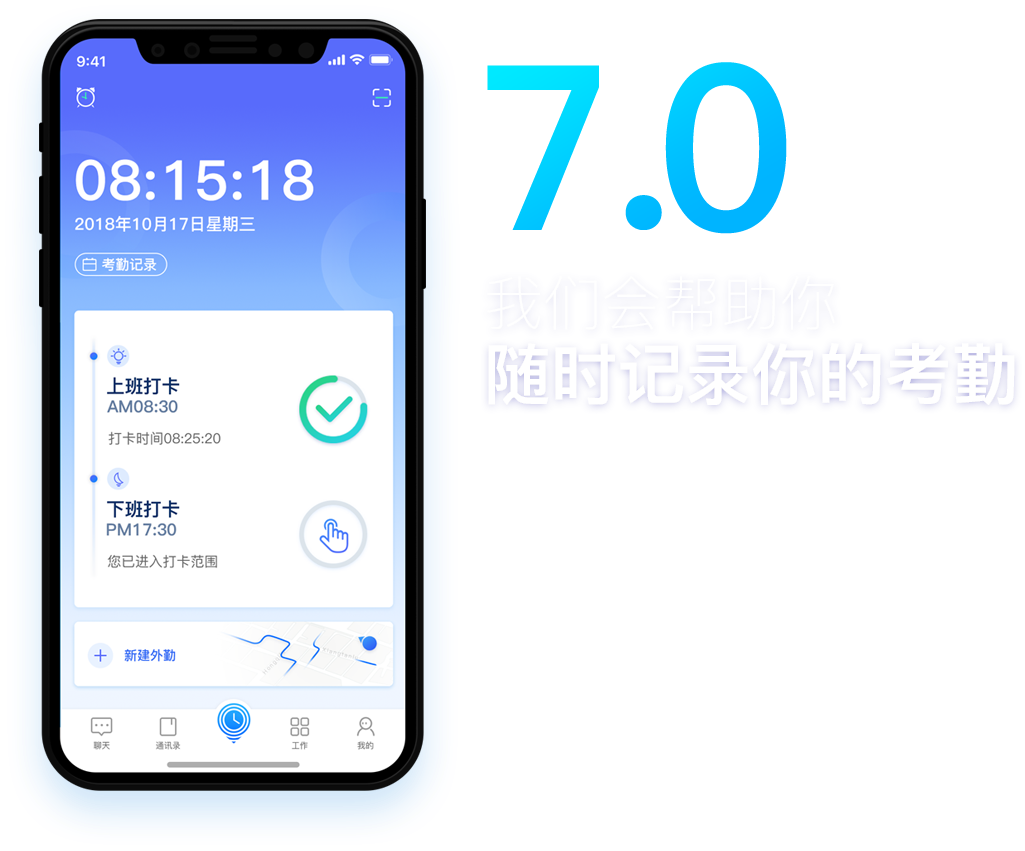 9:41
08:15:18
2018年10月17日星期三
考勤记录
上班打卡
AM08:30
打卡时间08:25:20
下班打卡
PM17:30
您已进入打卡范围
新建外勤
聊天
通讯录
工作
我的
7.0
我们会帮助你
随时记录你的考勤